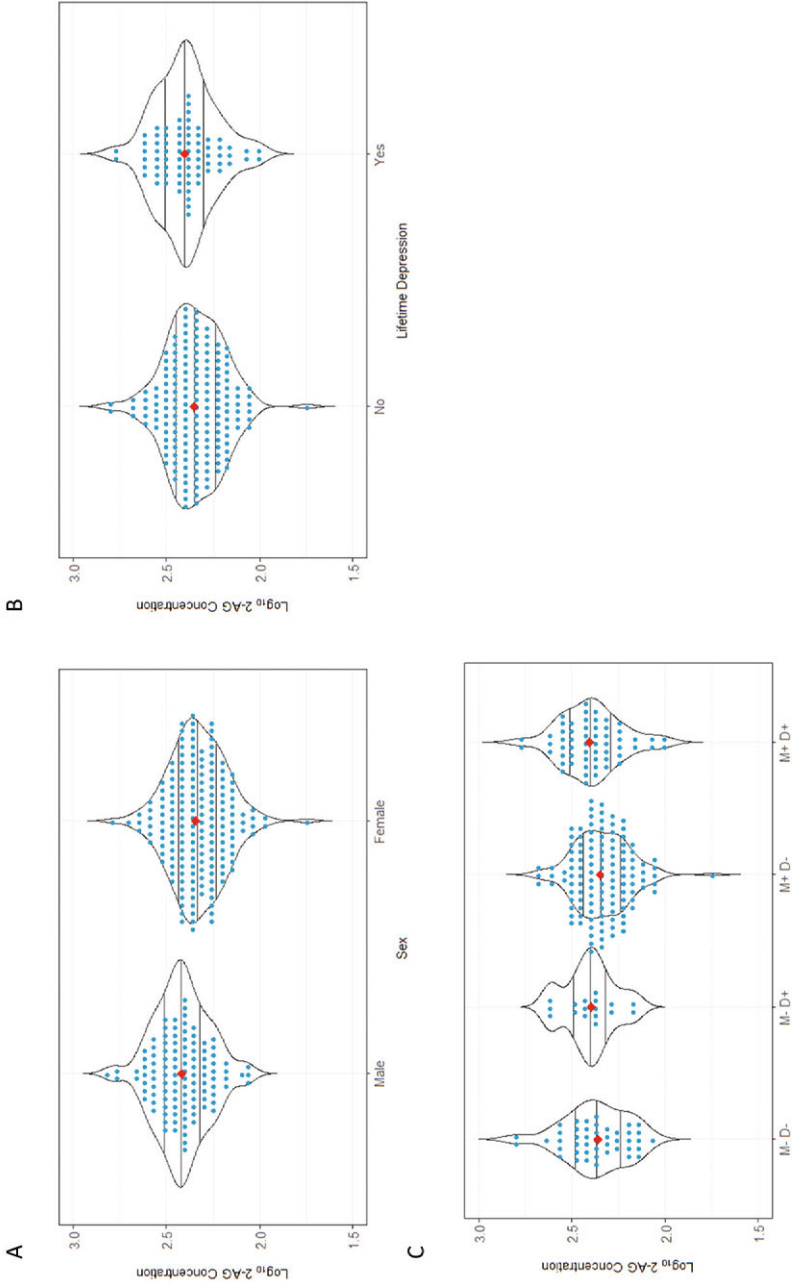 A
Log₁₀ 2-AG Concentration
3.0
2.5
2.0
1.5
Male
Female
Sex
B
Log₁₀ 2-AG Concentration
3.0
2.5
2.0
1.5
No
Yes
Lifetime Depression
C
Log₁₀ 2-AG Concentration
3.0
2.5
2.0
1.5
M- D-
M- D+
M+ D-
M+ D+